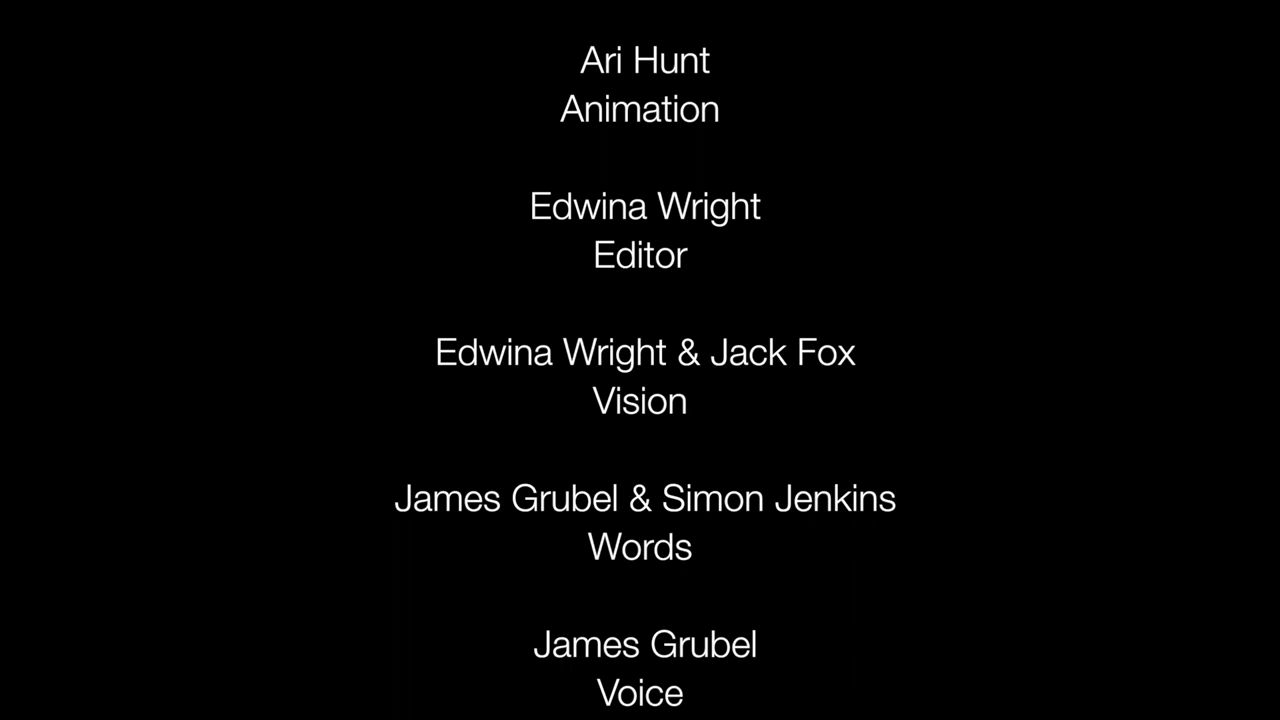 Ari Hunt
Animation
Edwina Wright
Editor
Edwina Wright & Jack Fox
Vision
James Grubel & Simon Jenkins
Words
James Grubel
Voice